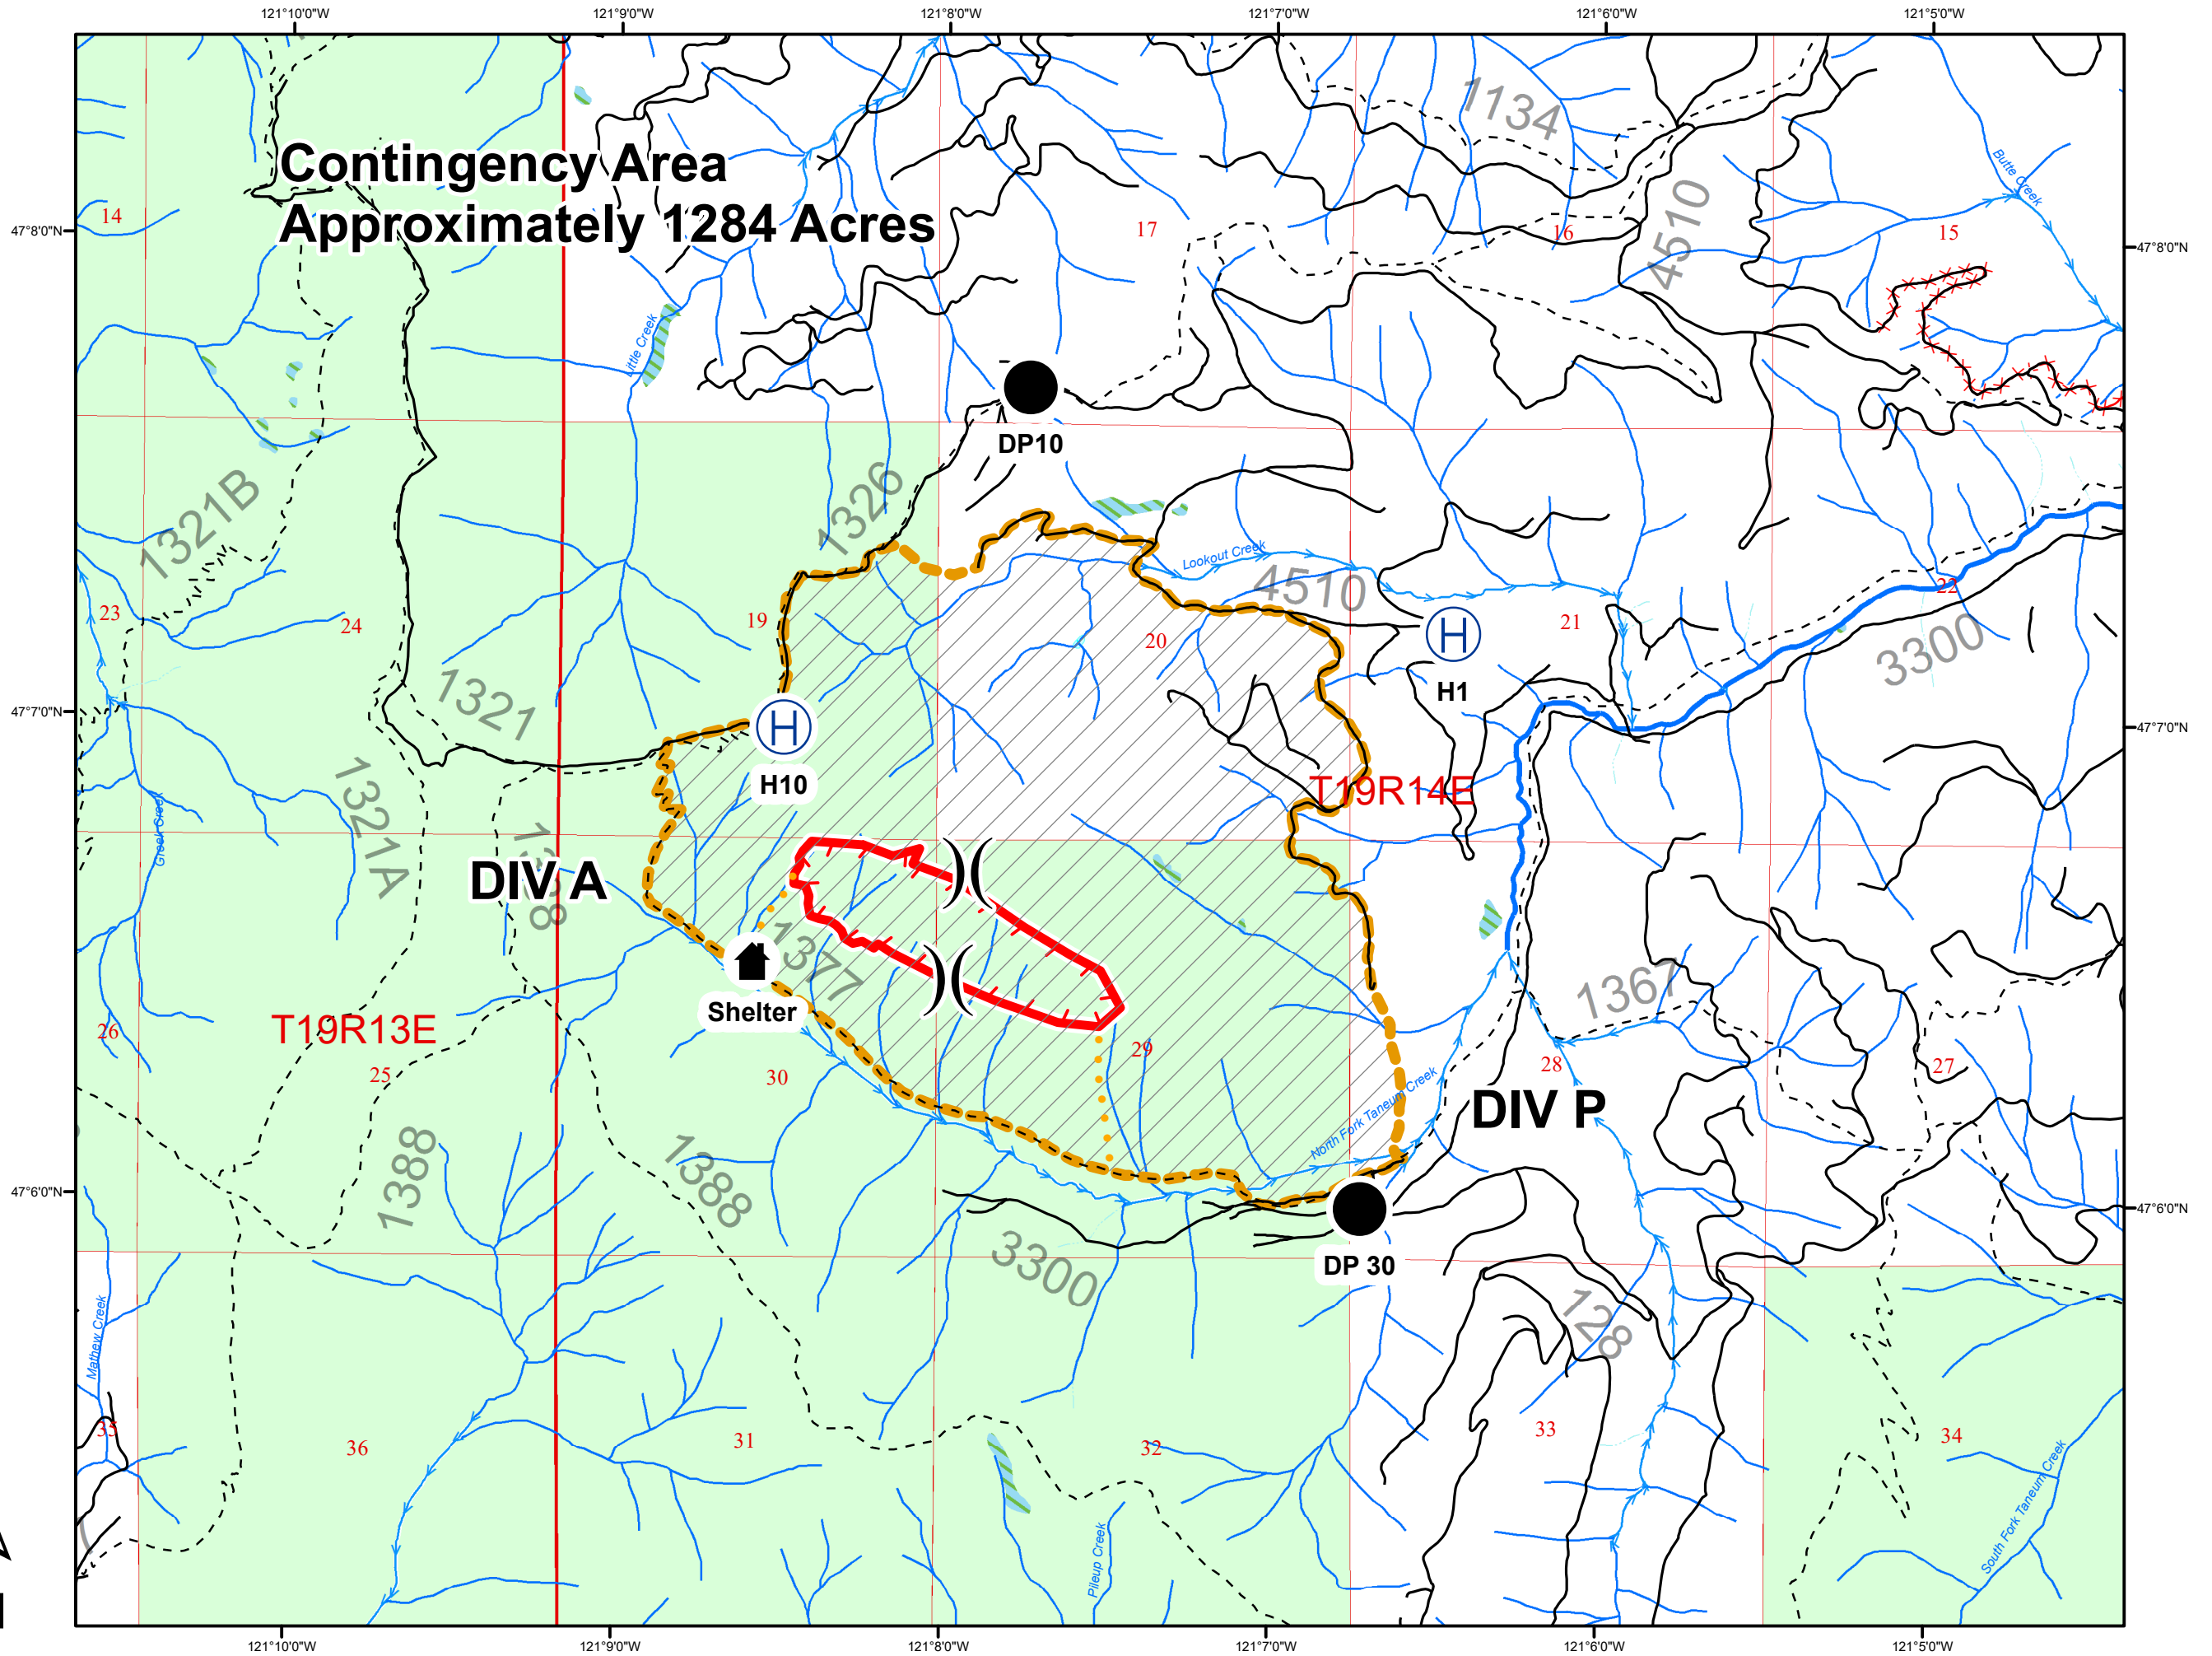 121°10'0"W
121°9'0"W
121°8'0"W
121°7'0"W
121°6'0"W
121°5'0"W
1134
Contingency Area
Approximately 1284 Acres
Butte Creek
14
17
16
4510
15
47°8'0"N
47°8'0"N
Little Creek
DP10
1321B
1326
Lookout Creek
4510
22
23
24
19
20
21
3300
H1
1321
47°7'0"N
47°7'0"N
H10
T19R14E
1321A
Greek Creek
DIV A
1377
1367
Shelter
26
T19R13E
25
30
29
28
27
North Fork Taneum Creek
DIV P
1388
1388
47°6'0"N
47°6'0"N
3300
DP 30
128
Mathew Creek
35
36
31
32
33
34
South Fork Taneum Creek
Pileup Creek
121°10'0"W
121°9'0"W
121°8'0"W
121°7'0"W
121°6'0"W
121°5'0"W